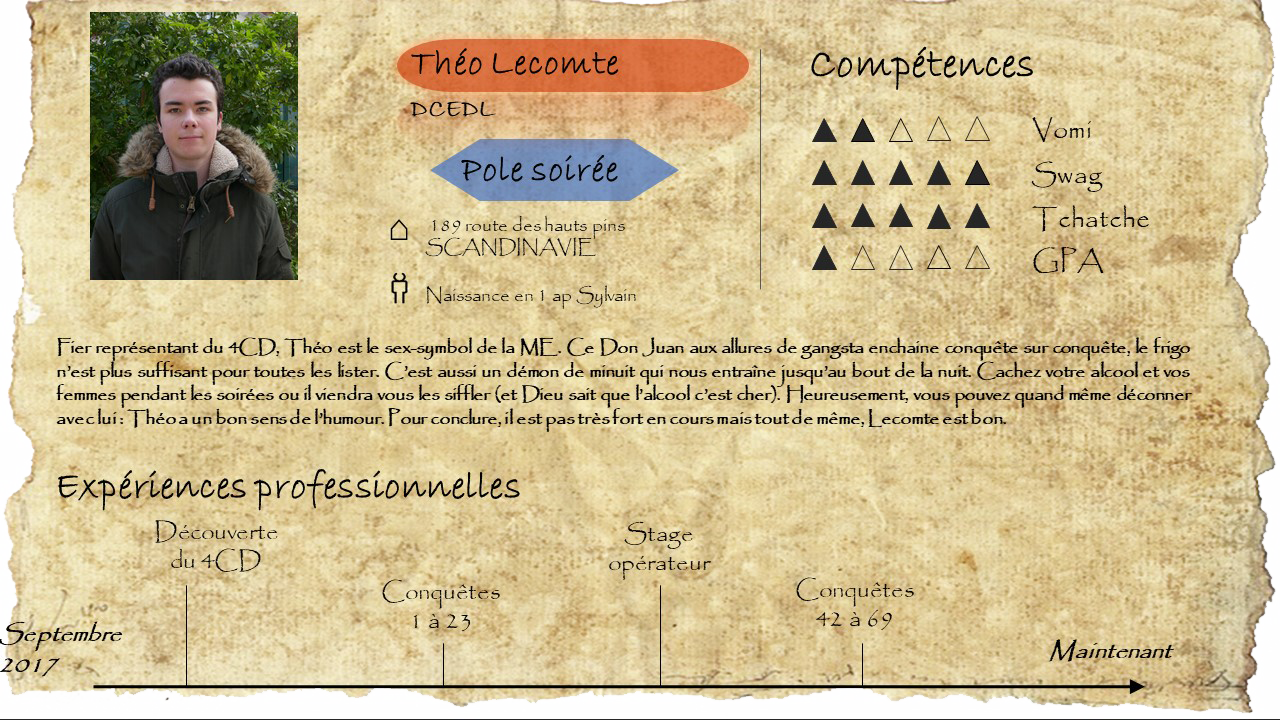 Théo Lecomte
DCEDL
Pole soirée
189 route des hauts pins
SCANDINAVIE
Naissance en 1 ap Sylvain
Compétences
Vomi
Swag
Tchatche
GPA
Fier représentant du 4CD, Théo est le sex-symbol de la ME. Ce Don Juan aux allures de gangsta enchaine conquête sur conquête, le frigo
n'est plus suffisant pour toutes les lister. C'est aussi un démon de minuit qui nous entraîne jusqu'au bout de la nuit. Cachez votre alcool et vos
femmes pendant les soirées ou il viendra vous les siffler (et Dieu sait que l'alcool c'est cher). Heureusement, vous pouvez quand même déconner
avec lui : Théo a un bon sens de l'humour. Pour conclure, il est pas très fort en cours mais tout de même, Lecomte est bon.
Expériences professionnelles
Découverte
du 4CD
Conquêtes
1 à 23
Stage
opérateur
Conquêtes
42 à 69
Septembre
2017
Maintenant